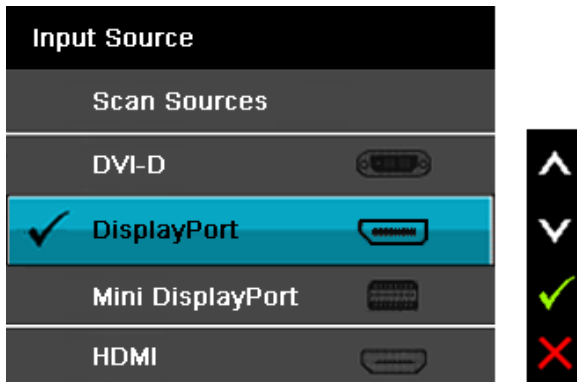 Input Source
Scan Sources
DVI-D
DisplayPort
Mini DisplayPort
HDMI